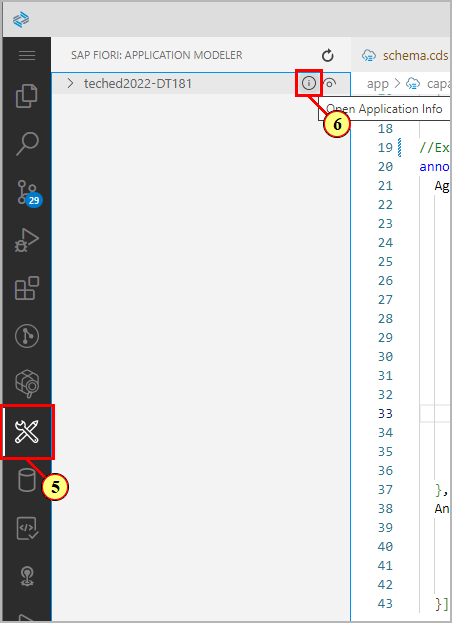 SAP FIORI: APPLICATION MODELER
schema.cds
teched2022-DT181
app > capa
Open Application Info
6
18
19 //Ex
20 anno
21 Ag
22
23
24
25
26
27
28
29
30
31
32
33
34
35
36
37 },
38 An
39
40
41
42
43 }]
29
5